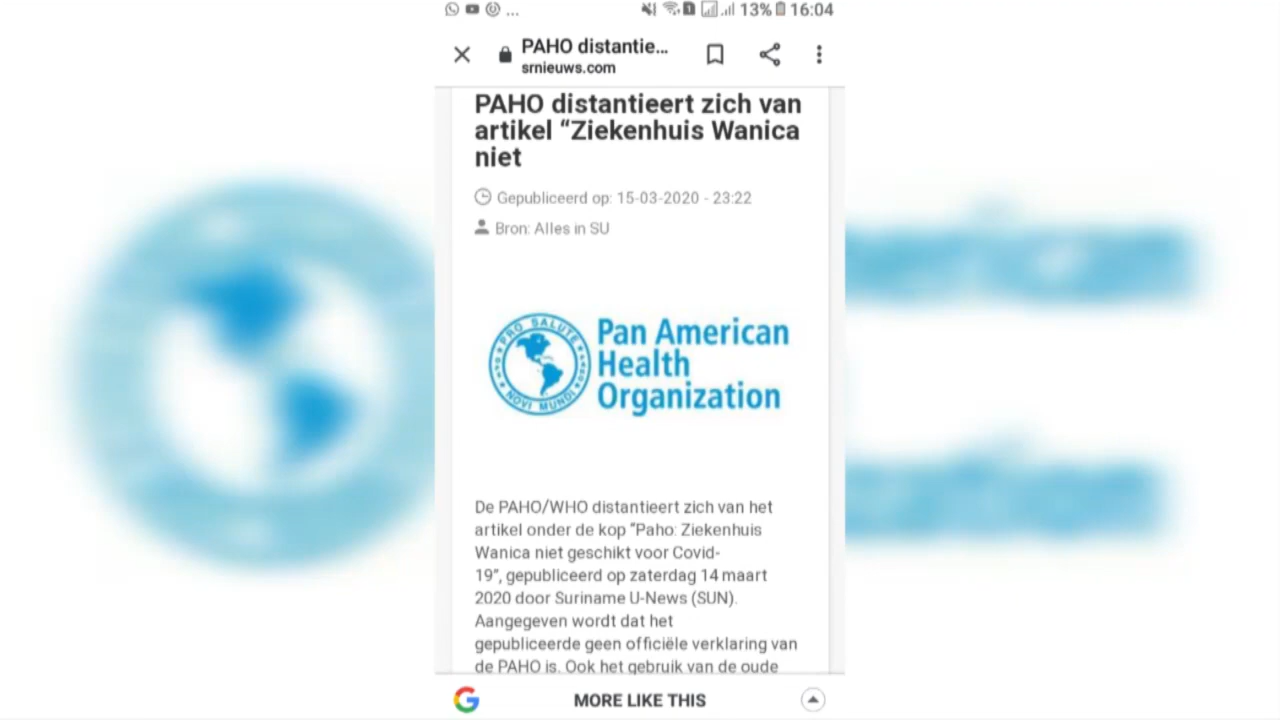 13% 16:04
PAHO distantie...
srnieuws.com
PAHO distantieert zich van
artikel “Ziekenhuis Wanica
niet
Gepubliceerd op: 15-03-2020 - 23:22
Bron: Alles in SU
PRO SALUTE
NOVI MUNDI
Pan American
Health
Organization
De PAHO/WHO distantieert zich van het
artikel onder de kop “Paho: Ziekenhuis
Wanica niet geschikt voor Covid-
19”, gepubliceerd op zaterdag 14 maart
2020 door Suriname U-News (SUN).
Aangegeven wordt dat het
gepubliceerde geen officiële verklaring van
de PAHO is. Ook het gebruik van de oude
MORE LIKE THIS